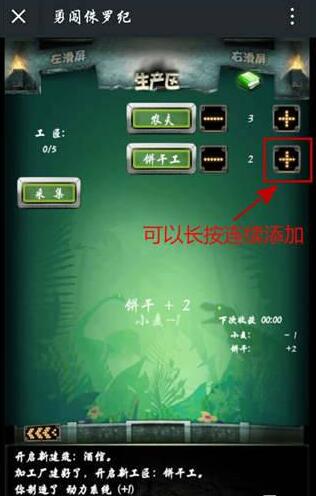 勇闯侏罗纪
左滑屏
右滑屏
生产区
农夫 3
工匠:
0/5
饼干工 2
采集
可以长按连续添加
饼干 + 2
小麦 -1
下次收获 00:00
小麦: - 1
饼干: +2
开启新建筑: 酒馆。
加工厂建好了, 开启新工匠: 饼干工。
你制造了 动力系统 (+1)